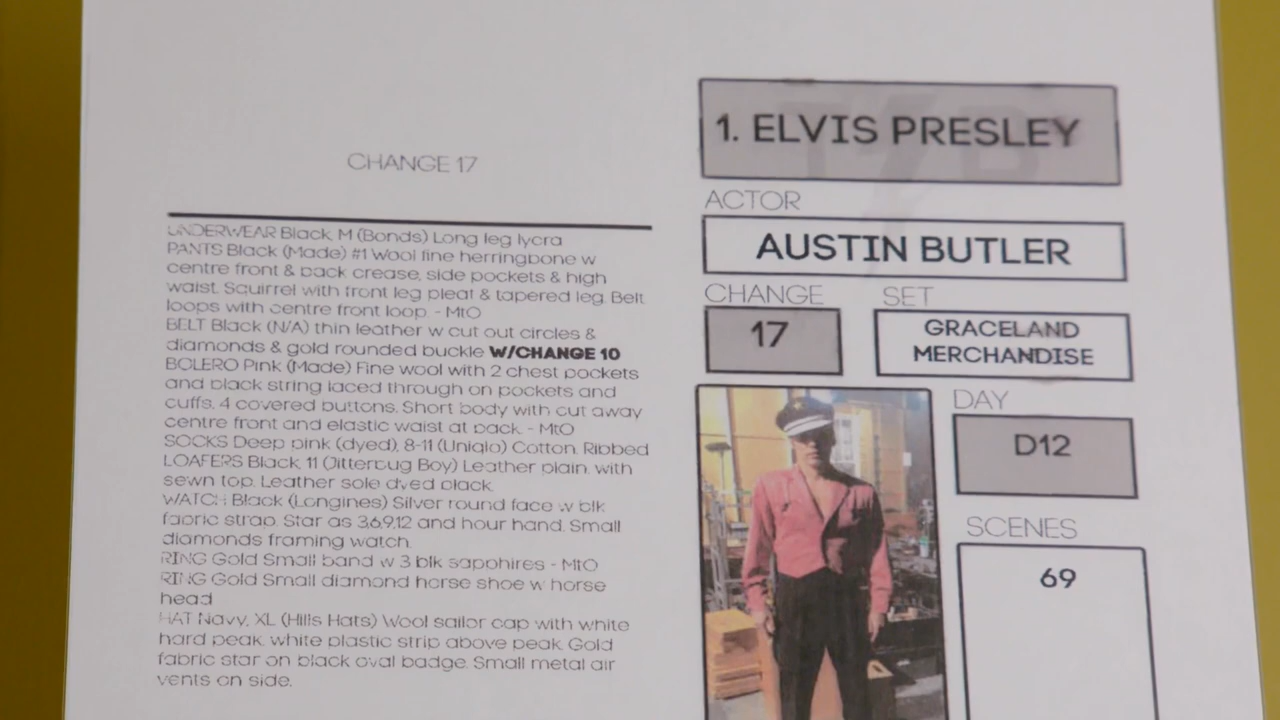 CHANGE 17
UNDERWEAR Black, M (Bonds) Long leg lycra
PANTS Black (Made) #1 Wool fine herringbone w
centre front & back crease, side pockets & high
waist. Squirrel with front leg pleat & tapered leg. Belt
loops with centre front loop. - MtO
BELT Black (N/A) thin leather w cut out circles &
diamonds & gold rounded buckle W/CHANGE 10
BOLERO Pink (Made) Fine wool with 2 chest pockets
and black string laced through on pockets and
cuffs. 4 covered buttons. Short body with cut away
centre front and elastic waist at back. - MtO
SOCKS Deep pink (dyed), 8-11 (Uniqlo) Cotton. Ribbed
LOAFERS Black, 11 (Jitterbug Boy) Leather plain, with
sewn top. Leather sole dyed black.
WATCH Black (Longines) Silver round face w blk
fabric strap. Star as 3,6,9,12 and hour hand. Small
diamonds framing watch.
RING Gold Small band w 3 blk sapphires - MtO
RING Gold Small diamond horse shoe w horse
head
HAT Navy, XL (Hills Hats) Wool sailor cap with white
hard peak, white plastic strip above peak. Gold
fabric star on black oval badge. Small metal air
vents on side.
1. ELVIS PRESLEY
ACTOR
AUSTIN BUTLER
CHANGE
17
SET
GRACELAND
MERCHANDISE
DAY
D12
SCENES
69